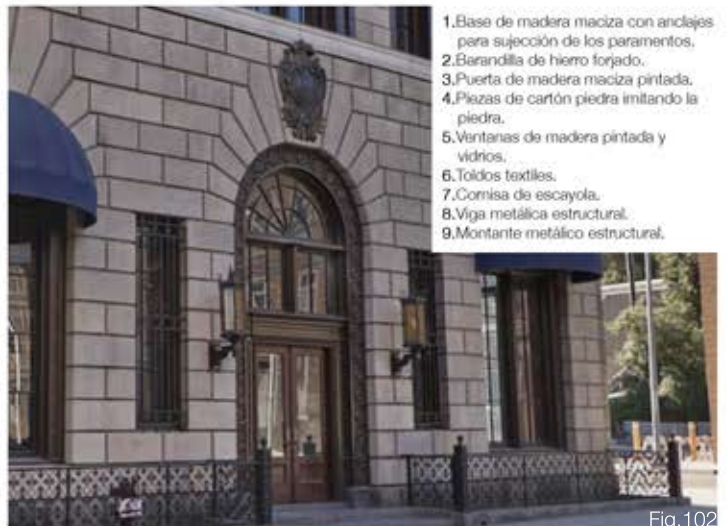 1.Base de madera maciza con anclajes
para sujección de los paramentos.
2.Barandilla de hierro forjado.
3.Puerta de madera maciza pintada.
4.Piezas de cartón piedra imitando la
piedra.
5.Ventanas de madera pintada y
vidrios.
6.Toldos textiles.
7.Cornisa de escayola.
8.Viga metálica estructural.
9.Montante metálico estructural.
Fig.102